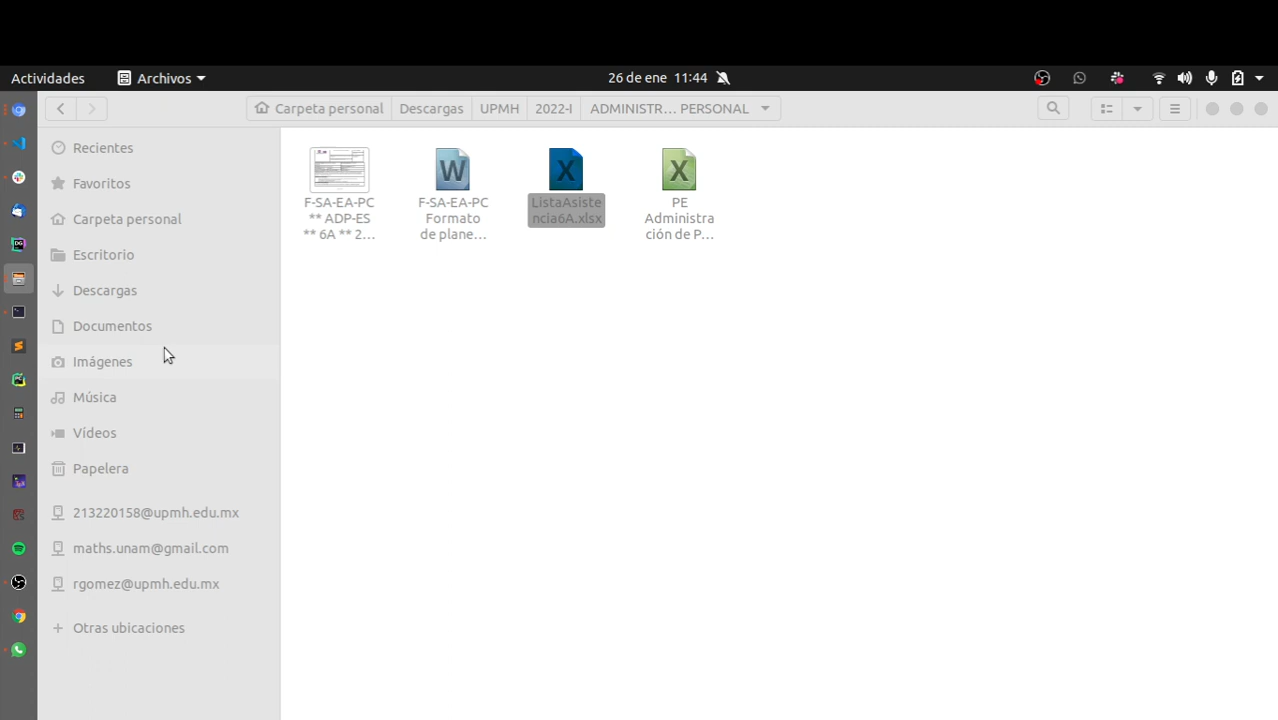 Actividades
Archivos
26 de ene 11:44
Carpeta personal
Descargas
UPMH
2022-I
ADMINISTR... PERSONAL
Recientes
Favoritos
Carpeta personal
Escritorio
Descargas
Documentos
Imágenes
Música
Vídeos
Papelera
213220158@upmh.edu.mx
maths.unam@gmail.com
rgomez@upmh.edu.mx
Otras ubicaciones
F-SA-EA-PC
** ADP-ES
** 6A ** 2...
F-SA-EA-PC
Formato
de plane...
ListaAsiste
ncia6A.xlsx
PE
Administra
ción de P...